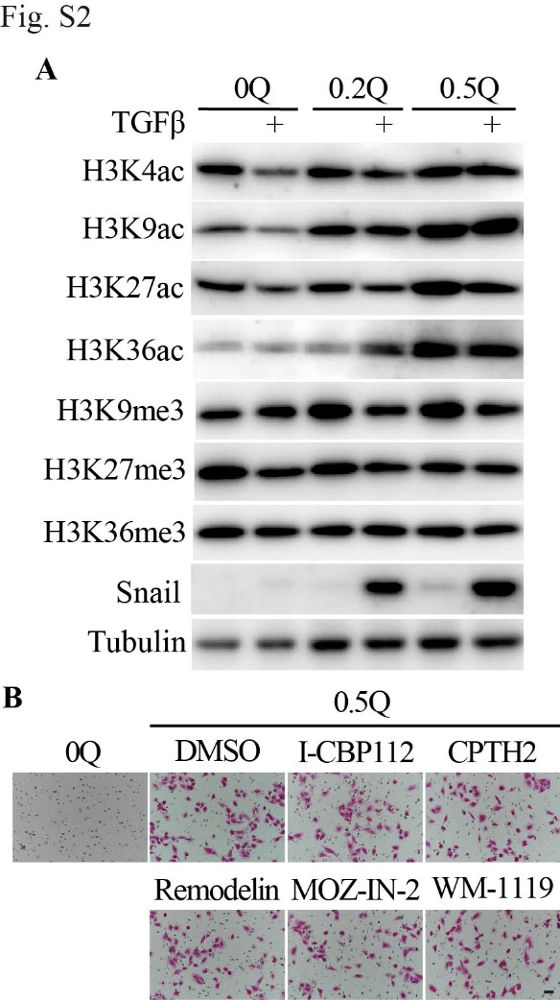 Fig. S2
A
0Q 0.2Q 0.5Q
TGFβ + + +
H3K4ac
H3K9ac
H3K27ac
H3K36ac
H3K9me3
H3K27me3
H3K36me3
Snail
Tubulin
B
0.5Q
0Q DMSO I-CBP112 CPTH2
Remodelin MOZ-IN-2 WM-1119